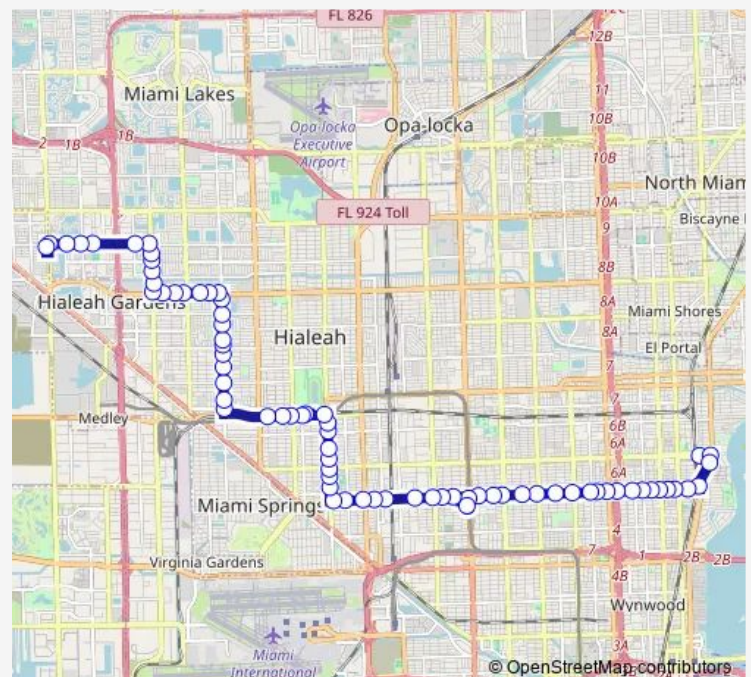 FL 826
12B
Miami Lakes
11
Opa-locka
Executive
Airport
Opa-locka
10B
2
1B
1B
10B
FL 924 Toll
North Miam
10A
Biscayne
9
8B
Hialeah Gardens
8A
Miami Shores
Hialeah
8A
El Portal
7
7
Medley
6B
6A
6A
Miami Springs
4
Virginia Gardens
7
1
2B
2B
4B
Wynwood
Miami
International
3A
© OpenStreetMap contributors